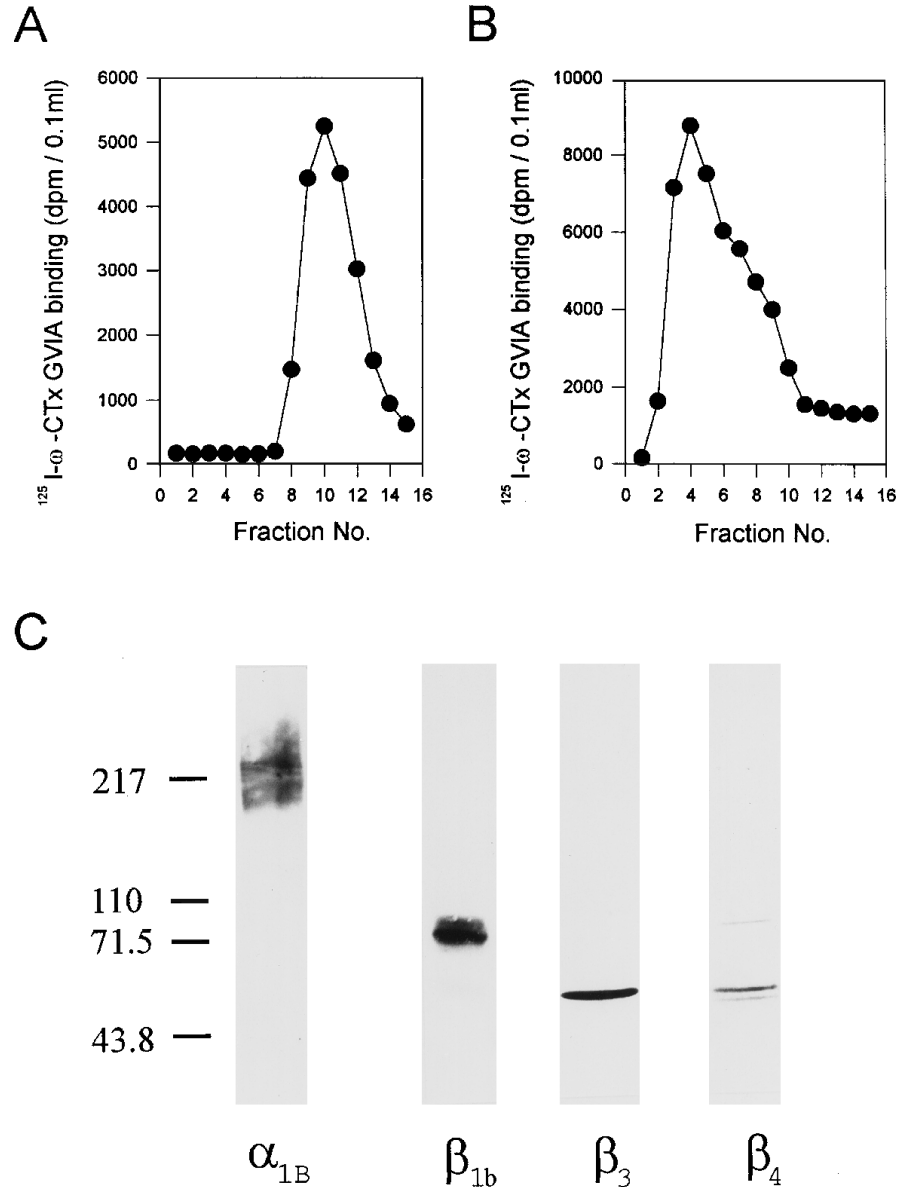 A
B
6000
5000
4000
3000
2000
1000
0
0 2 4 6 8 10 12 14 16
¹²⁵I-ω-CTx GVIA binding (dpm / 0.1ml)
Fraction No.
10000
8000
6000
4000
2000
0
0 2 4 6 8 10 12 14 16
¹²⁵I-ω-CTx GVIA binding (dpm / 0.1ml)
Fraction No.
C
217
110
71.5
43.8
α1B β1b β3 β4